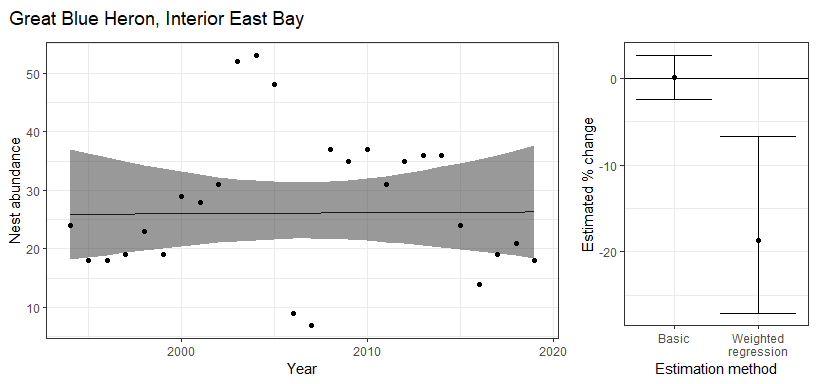 Great Blue Heron, Interior East Bay
Nest abundance
50
40
30
20
10
2000
2010
2020
Year
Estimated % change
0
-10
-20
Basic
Weighted
regression
Estimation method